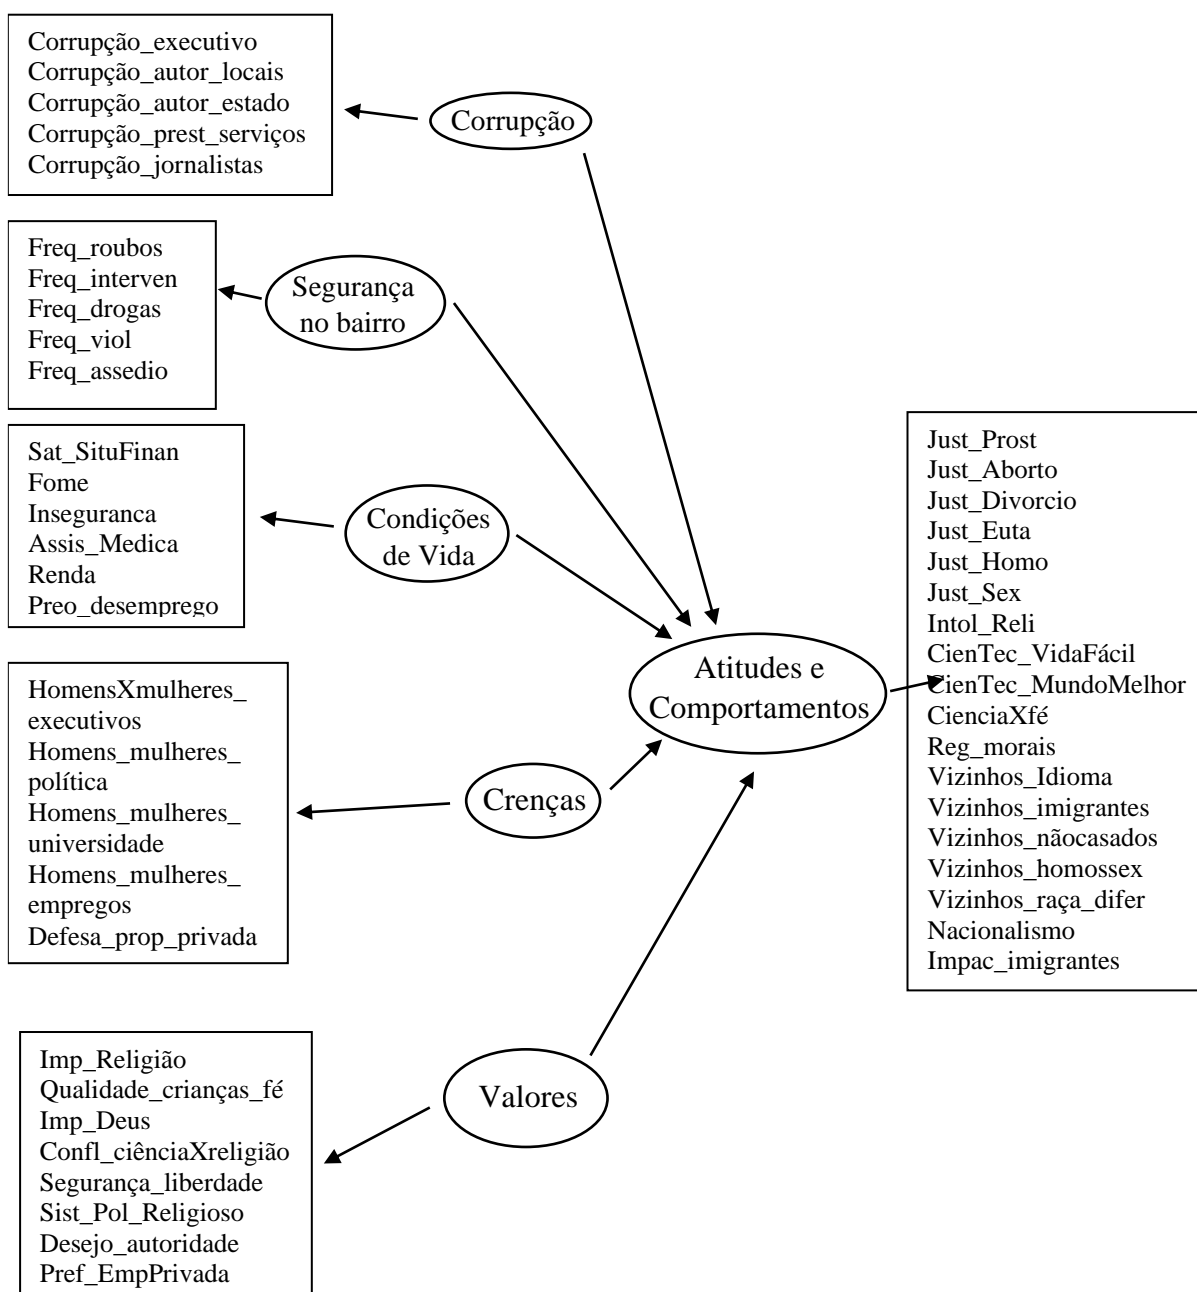 Corrupção_executivo
Corrupção_autor_locais
Corrupção_autor_estado
Corrupção_prest_serviços
Corrupção_jornalistas
Corrupção
Freq_roubos
Freq_interven
Freq_drogas
Freq_viol
Freq_assedio
Segurança
no bairro
Sat_SituFinan
Fome
Inseguranca
Assis_Medica
Renda
Preo_desemprego
Condições
de Vida
HomensXmulheres_
executivos
Homens_mulheres_
política
Homens_mulheres_
universidade
Homens_mulheres_
empregos
Defesa_prop_privada
Crenças
Imp_Religião
Qualidade_crianças_fé
Imp_Deus
Confl_ciênciaXreligião
Segurança_liberdade
Sist_Pol_Religioso
Desejo_autoridade
Pref_EmpPrivada
Valores
Atitudes e
Comportamentos
Just_Prost
Just_Aborto
Just_Divorcio
Just_Euta
Just_Homo
Just_Sex
Intol_Reli
CienTec_VidaFácil
CienTec_MundoMelhor
CienciaXfé
Reg_morais
Vizinhos_Idioma
Vizinhos_imigrantes
Vizinhos_nãocasados
Vizinhos_homossex
Vizinhos_raça_difer
Nacionalismo
Impac_imigrantes